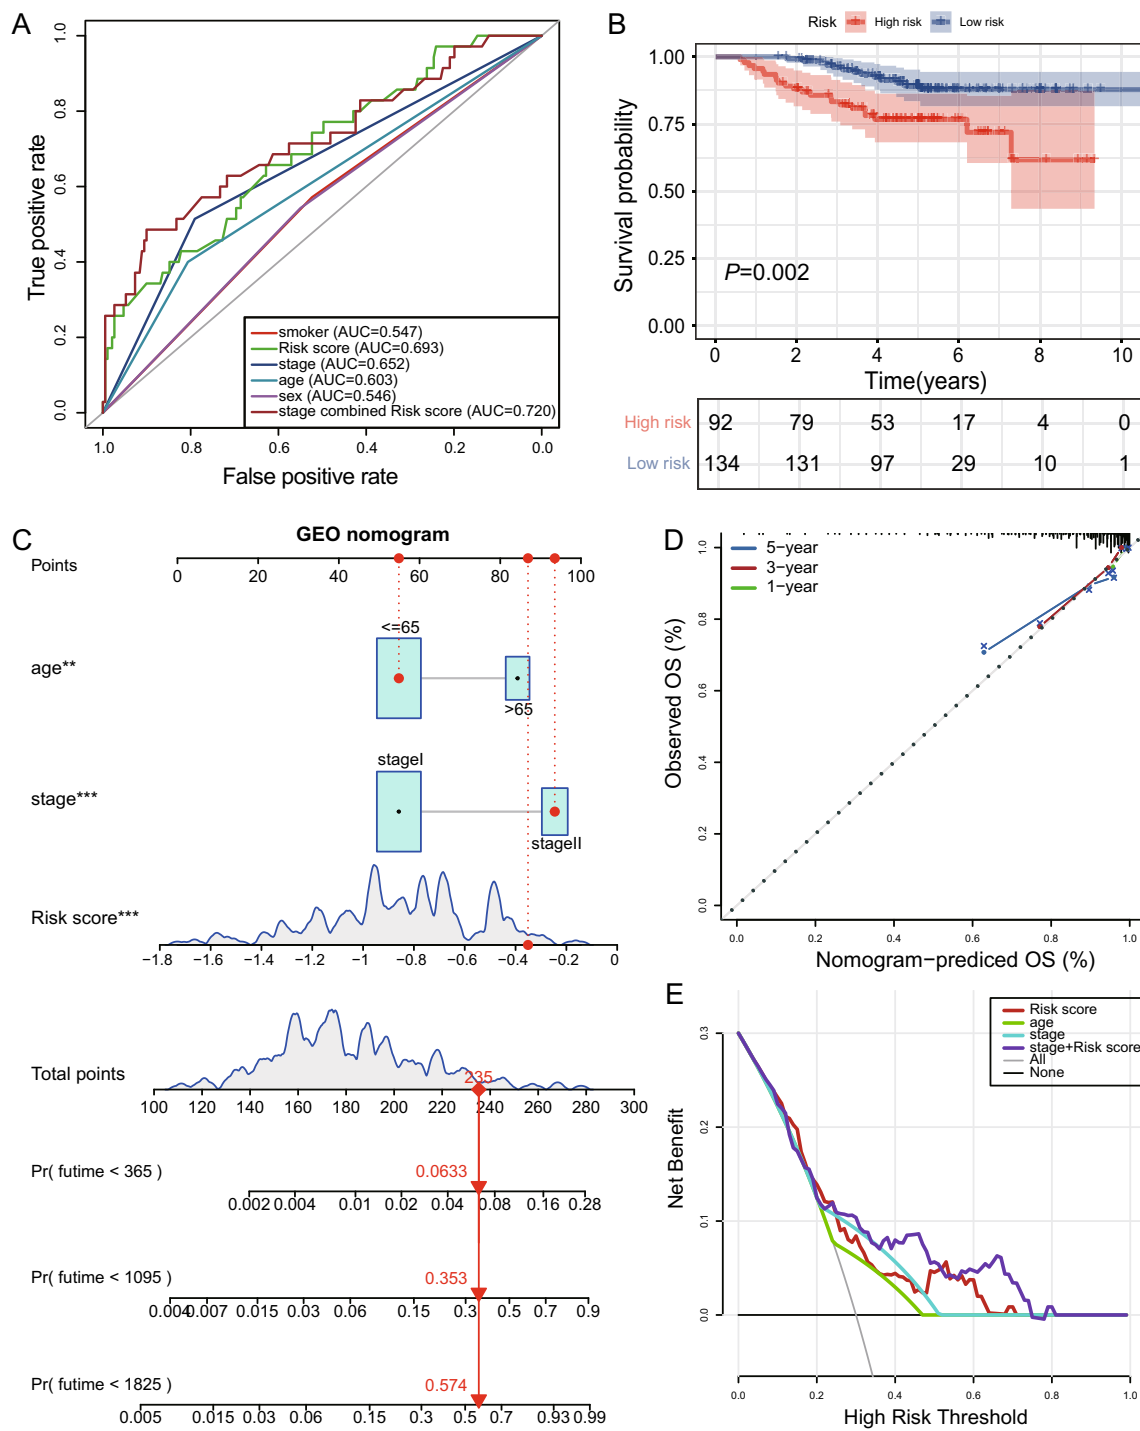 A
True positive rate
1.0
0.8
0.6
0.4
0.2
0.0
smoker (AUC=0.547)
Risk score (AUC=0.693)
stage (AUC=0.652)
age (AUC=0.603)
sex (AUC=0.546)
stage combined Risk score (AUC=0.720)
1.0 0.8 0.6 0.4 0.2 0.0
False positive rate
B
Risk High risk Low risk
Survival probability
1.00
0.75
0.50
0.25
0.00
P=0.002
0 2 4 6 8 10
Time(years)
High risk 92 79 53 17 4 0
Low risk 134 131 97 29 10 1
C
GEO nomogram
Points
0 20 40 60 80 100
<=65
age**
>65
stageI
stage***
stageII
Risk score***
−1.8 −1.6 −1.4 −1.2 −1 −0.8 −0.6 −0.4 −0.2 0
Total points
235
100 120 140 160 180 200 220 240 260 280 300
Pr( futime < 365 )
0.0633
0.002 0.004 0.01 0.02 0.04 0.08 0.16 0.28
Pr( futime < 1095 )
0.353
0.004 0.007 0.015 0.03 0.06 0.15 0.3 0.5 0.7 0.9
Pr( futime < 1825 )
0.574
0.005 0.015 0.03 0.06 0.15 0.3 0.5 0.7 0.93 0.99
D
5−year
3−year
1−year
Observed OS (%)
1.0
0.8
0.6
0.4
0.2
0.0
0.0 0.2 0.4 0.6 0.8 1.0
Nomogram−prediced OS (%)
E
Risk score
age
stage
stage+Risk score
All
None
Net Benefit
0.3
0.2
0.1
0.0
0.0 0.2 0.4 0.6 0.8 1.0
High Risk Threshold